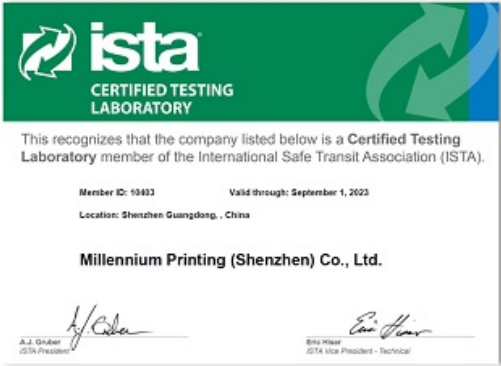 ista
CERTIFIED TESTING
LABORATORY
This recognizes that the company listed below is a Certified Testing
Laboratory member of the International Safe Transit Association (ISTA).
Member ID: 10403 Valid through: September 1, 2023
Location: Shenzhen Guangdong, , China
Millennium Printing (Shenzhen) Co., Ltd.
A.J. Gruber Eric Hiser
ISTA President ISTA Vice President - Technical